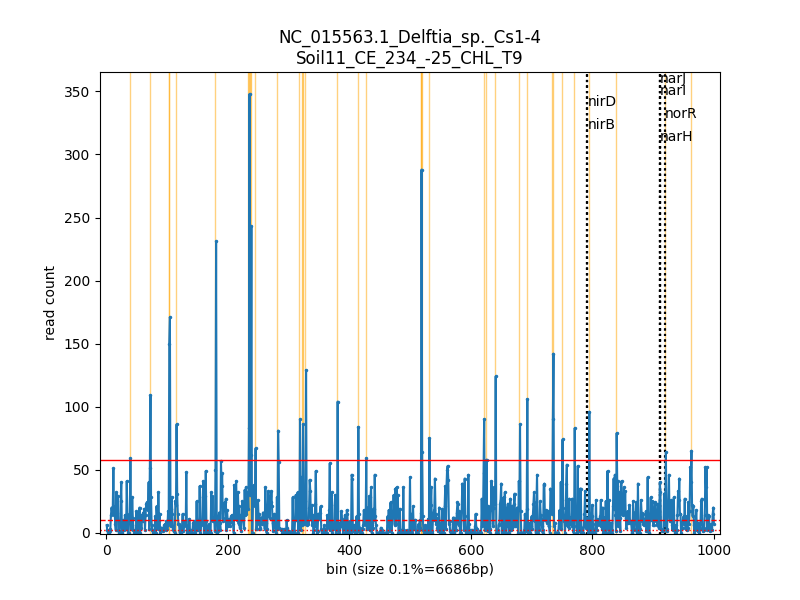 NC_015563.1_Delftia_sp._Cs1-4
Soil11_CE_234_-25_CHL_T9
350
300
250
200
150
100
50
0
read count
narJ
narI
nirD
norR
nirB
narH
0
200
400
600
800
1000
bin (size 0.1%=6686bp)